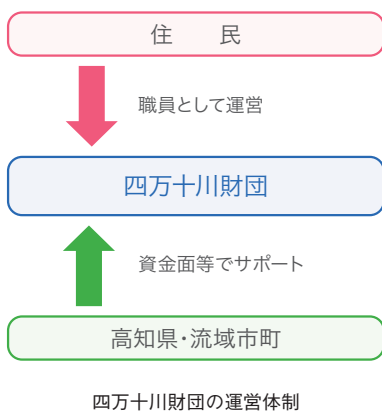 住　民
職員として運営
四万十川財団
資金面等でサポート
高知県・流域市町
四万十川財団の運営体制